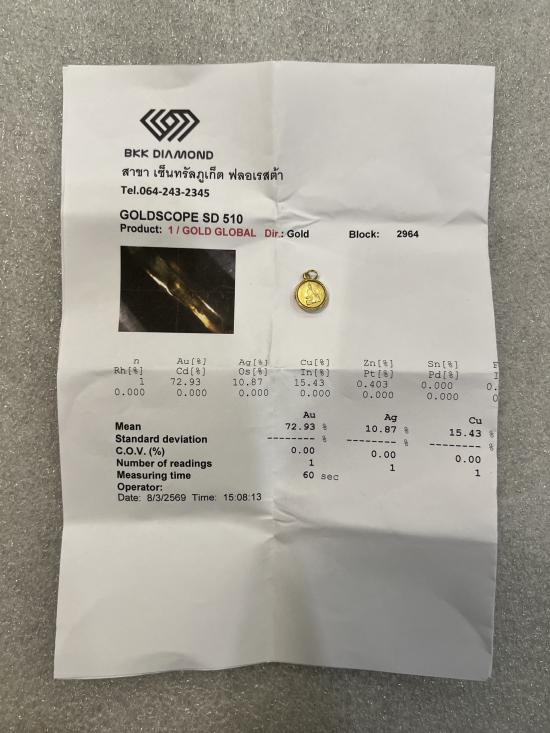 BKK DIAMOND
สาขา เซ็นทรัลภูเก็ต ฟลอเรสต้า
Tel.064-243-2345
GOLDSCOPE SD 510
Product: 1 / GOLD GLOBAL Dir.: Gold Block: 2964
n Au[%] Ag[%] Cu[%] Zn[%] Sn[%]
Rh[%] Cd[%] Os[%] In[%] Pt[%] Pd[%]
1 72.93 10.87 15.43 0.403 0.000 0.
0.000 0.000 0.000 0.000 0.000 0.000 0.
Au Ag Cu
Mean 72.93 % 10.87 % 15.43 %
Standard deviation -------- % -------- % -------- %
C.O.V. (%) 0.00 0.00 0.00
Number of readings 1 1 1
Measuring time 60 sec
Operator:
Date: 8/3/2569 Time: 15:08:13